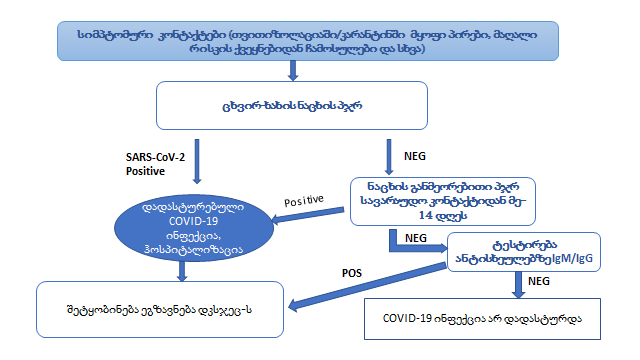 სიმპტომური კონტაქტები (თვითიზოლაციაში/კარანტინში მყოფი პირები, მაღალი
რისკის ქვეყნებიდან ჩამოსულები და სხვა)
ცხვირ-ხახის ნაცხის პჯრ
SARS-CoV-2
Positive
NEG
ნაცხის განმეორებითი პჯრ
სავარაუდო კონტაქტიდან მე-
14 დღეს
Positive
დადასტურებული
COVID-19
ინფექცია,
ჰოსპიტალიზაცია
NEG
ტესტირება
ანტისხეულებზეIgM/IgG
POS
NEG
შეტყობინება ეგზავნება დკსჯეც-ს
COVID-19 ინფექცია არ დადასტურდა